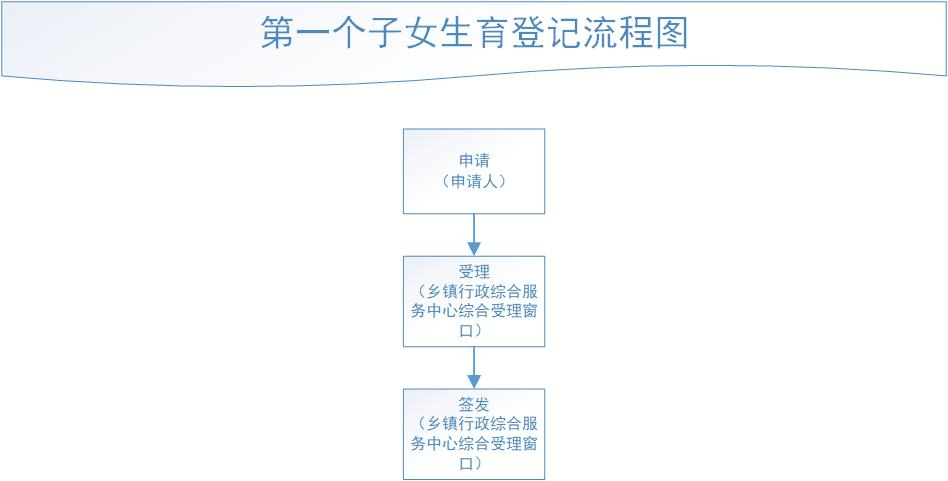 第一个子女生育登记流程图
申请
（申请人）
受理
（乡镇行政综合服
务中心综合受理窗
口）
签发
（乡镇行政综合服
务中心综合受理窗
口）